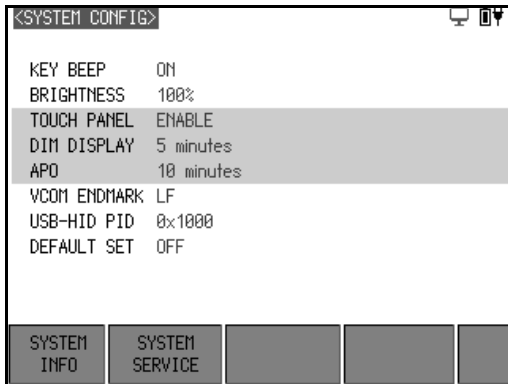 <SYSTEM CONFIG>
KEY BEEP ON
BRIGHTNESS 100%
TOUCH PANEL ENABLE
DIM DISPLAY 5 minutes
APO 10 minutes
VCOM ENDMARK LF
USB-HID PID 0x1000
DEFAULT SET OFF
SYSTEM SYSTEM
INFO SERVICE